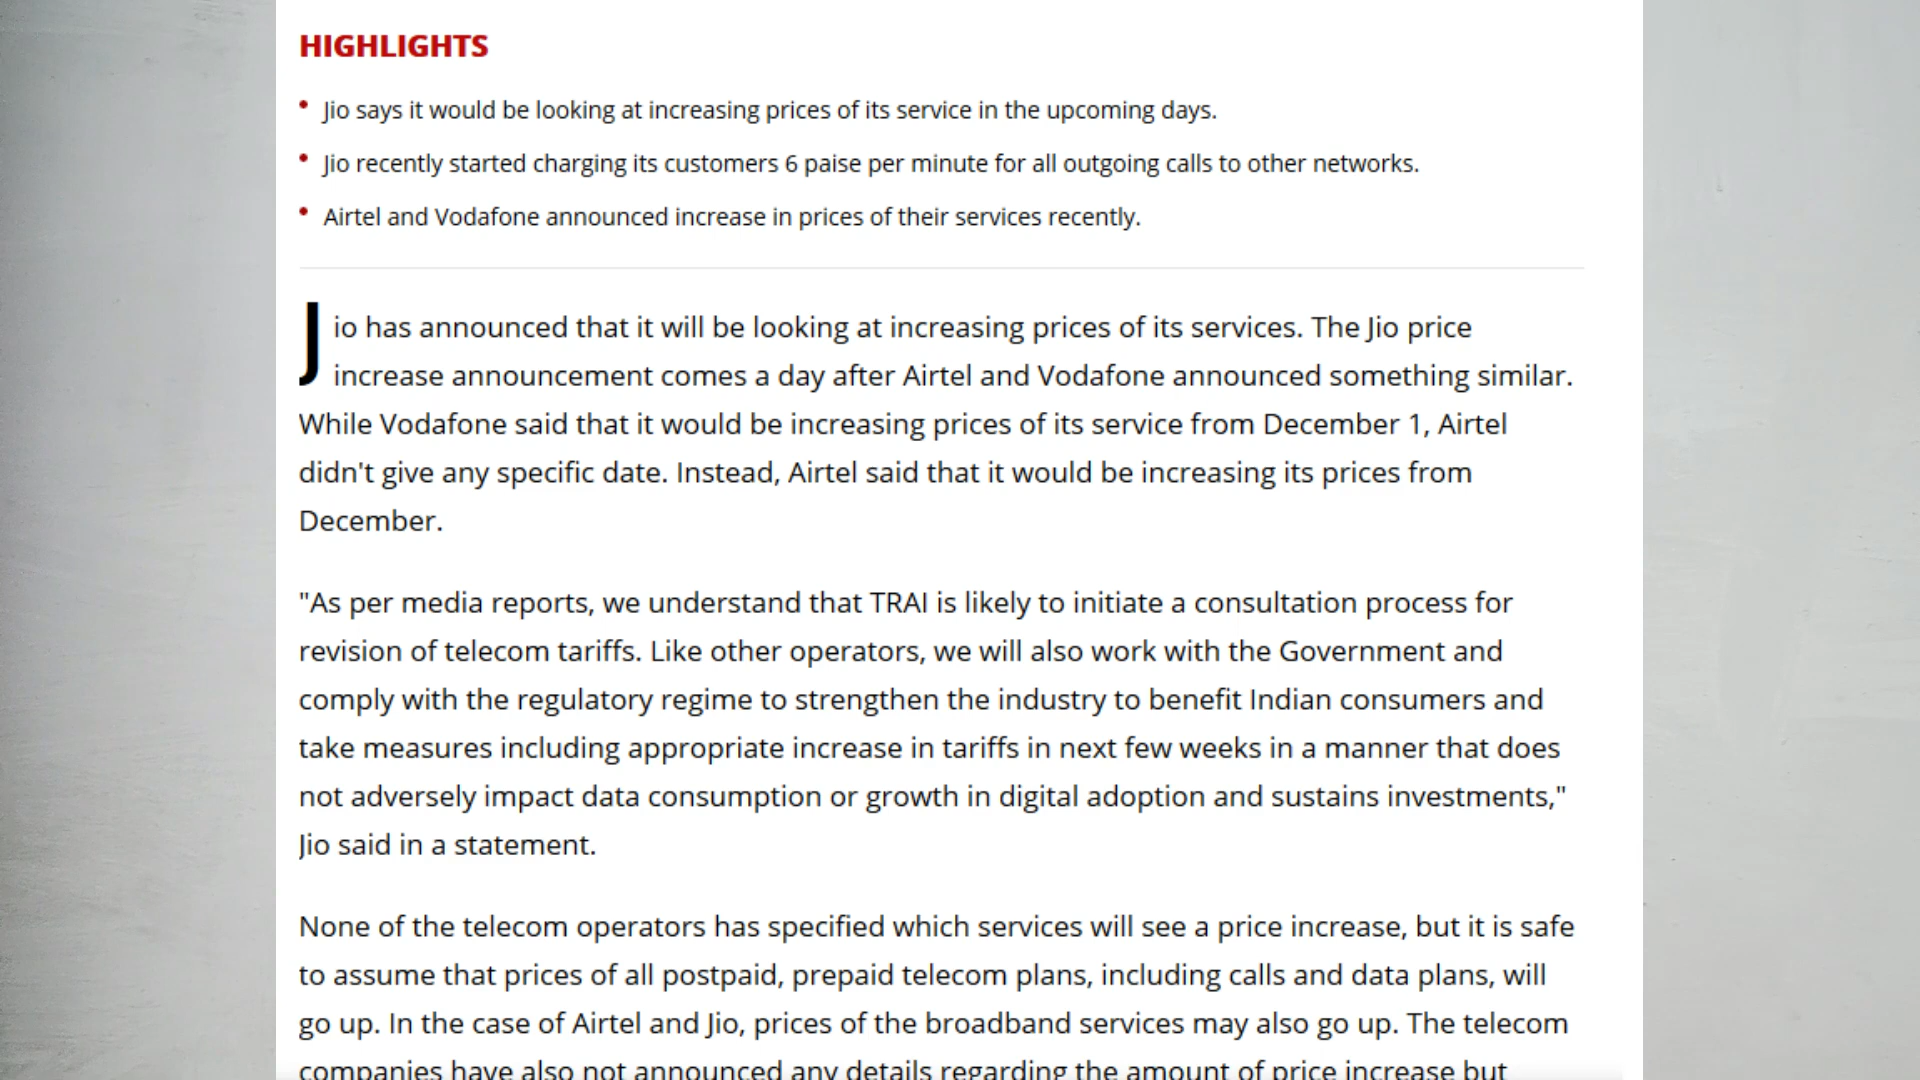 HIGHLIGHTS
• Jio says it would be looking at increasing prices of its service in the upcoming days.
• Jio recently started charging its customers 6 paise per minute for all outgoing calls to other networks.
• Airtel and Vodafone announced increase in prices of their services recently.
Jio has announced that it will be looking at increasing prices of its services. The Jio price
increase announcement comes a day after Airtel and Vodafone announced something similar.
While Vodafone said that it would be increasing prices of its service from December 1, Airtel
didn't give any specific date. Instead, Airtel said that it would be increasing its prices from
December.
"As per media reports, we understand that TRAI is likely to initiate a consultation process for
revision of telecom tariffs. Like other operators, we will also work with the Government and
comply with the regulatory regime to strengthen the industry to benefit Indian consumers and
take measures including appropriate increase in tariffs in next few weeks in a manner that does
not adversely impact data consumption or growth in digital adoption and sustains investments,"
Jio said in a statement.
None of the telecom operators has specified which services will see a price increase, but it is safe
to assume that prices of all postpaid, prepaid telecom plans, including calls and data plans, will
go up. In the case of Airtel and Jio, prices of the broadband services may also go up. The telecom
companies have also not announced any details regarding the amount of price increase but